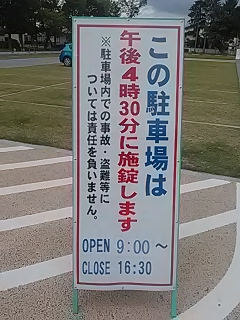 この駐車場は
午後4時30分に施錠します
※駐車場内での事故・盗難等に
ついては責任を負いません。
OPEN 9:00～
CLOSE 16:30